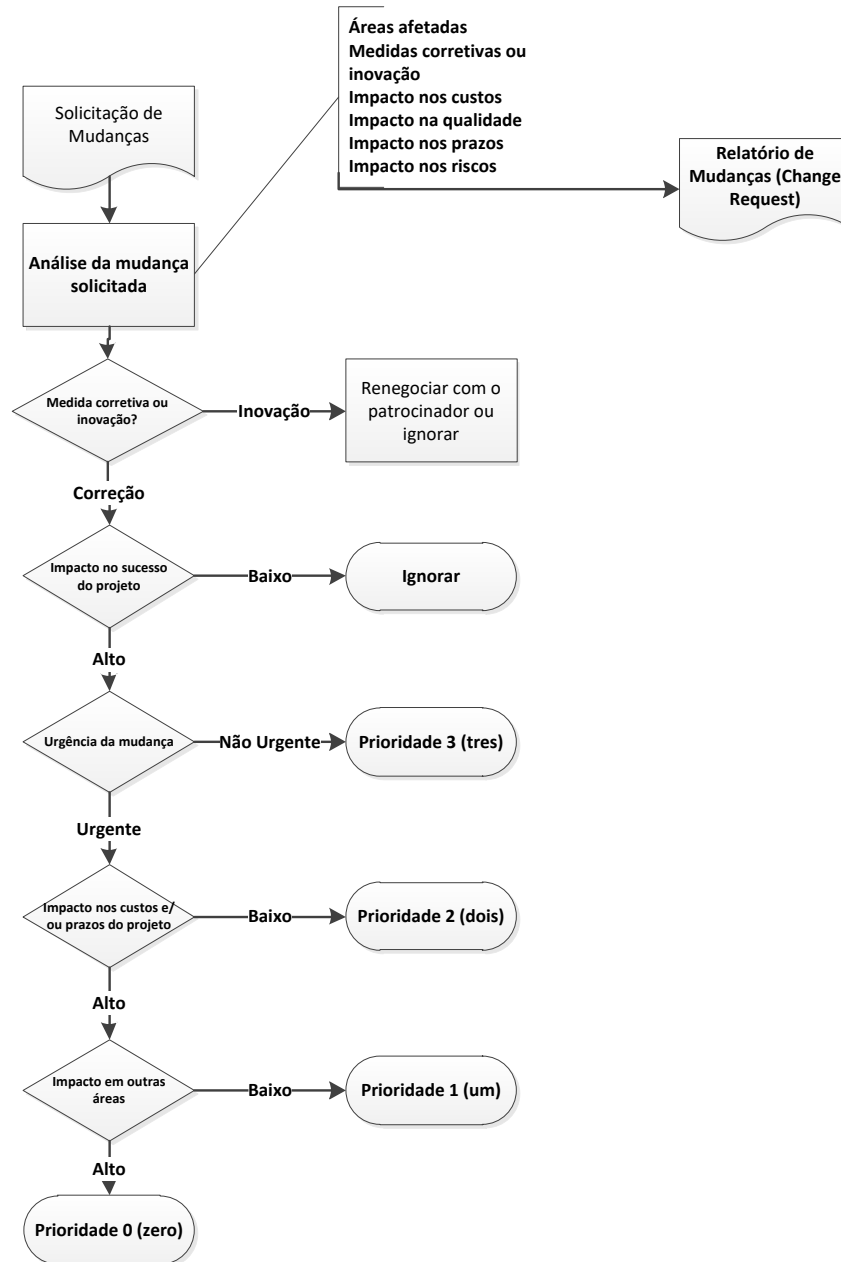 Áreas afetadas
Medidas corretivas ou
inovação
Impacto nos custos
Impacto na qualidade
Impacto nos prazos
Impacto nos riscos
Solicitação de
Mudanças
Relatório de
Mudanças (Change
Request)
Análise da mudança
solicitada
Medida corretiva ou
inovação?
Inovação
Renegociar com o
patrocinador ou
ignorar
Correção
Impacto no sucesso
do projeto
Baixo
Ignorar
Alto
Urgência da mudança
Não Urgente
Prioridade 3 (tres)
Urgente
Impacto nos custos e/
ou prazos do projeto
Baixo
Prioridade 2 (dois)
Alto
Impacto em outras
áreas
Baixo
Prioridade 1 (um)
Alto
Prioridade 0 (zero)